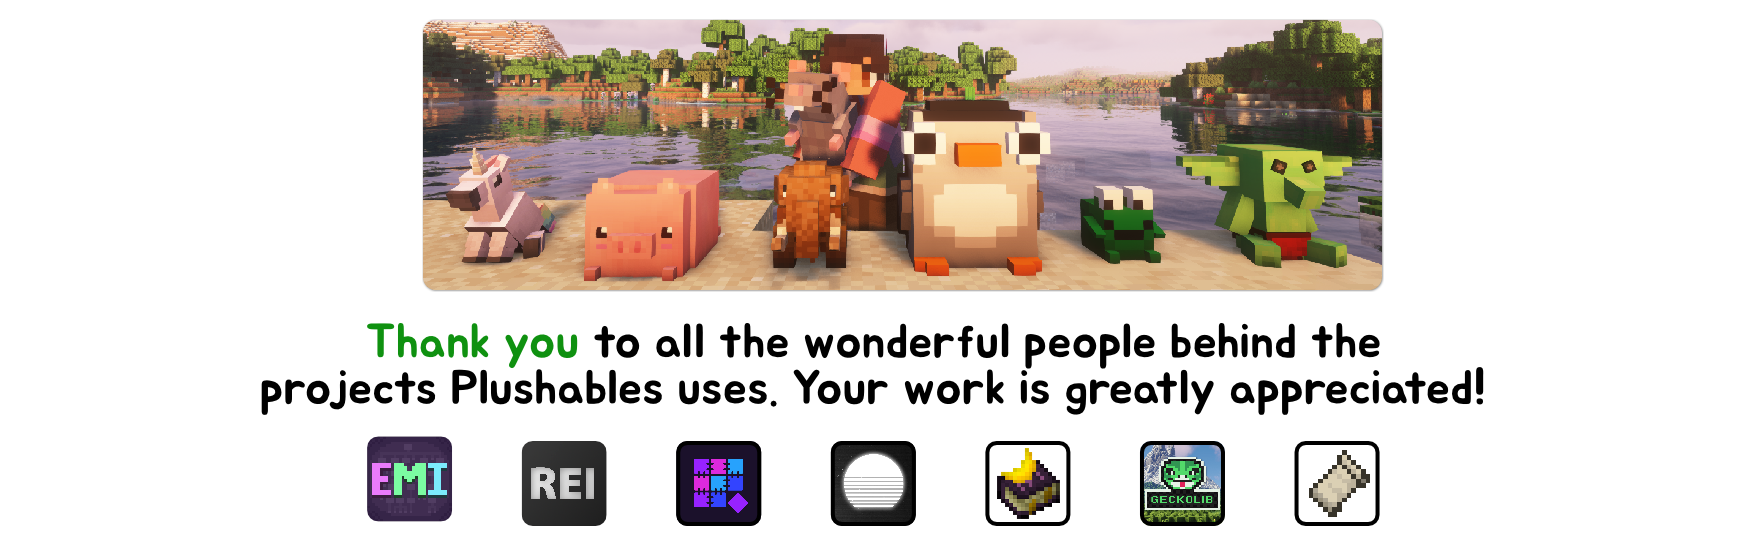 Thank you to all the wonderful people behind the
projects Plushables uses. Your work is greatly appreciated!
EMI
REI
GECKOLIB